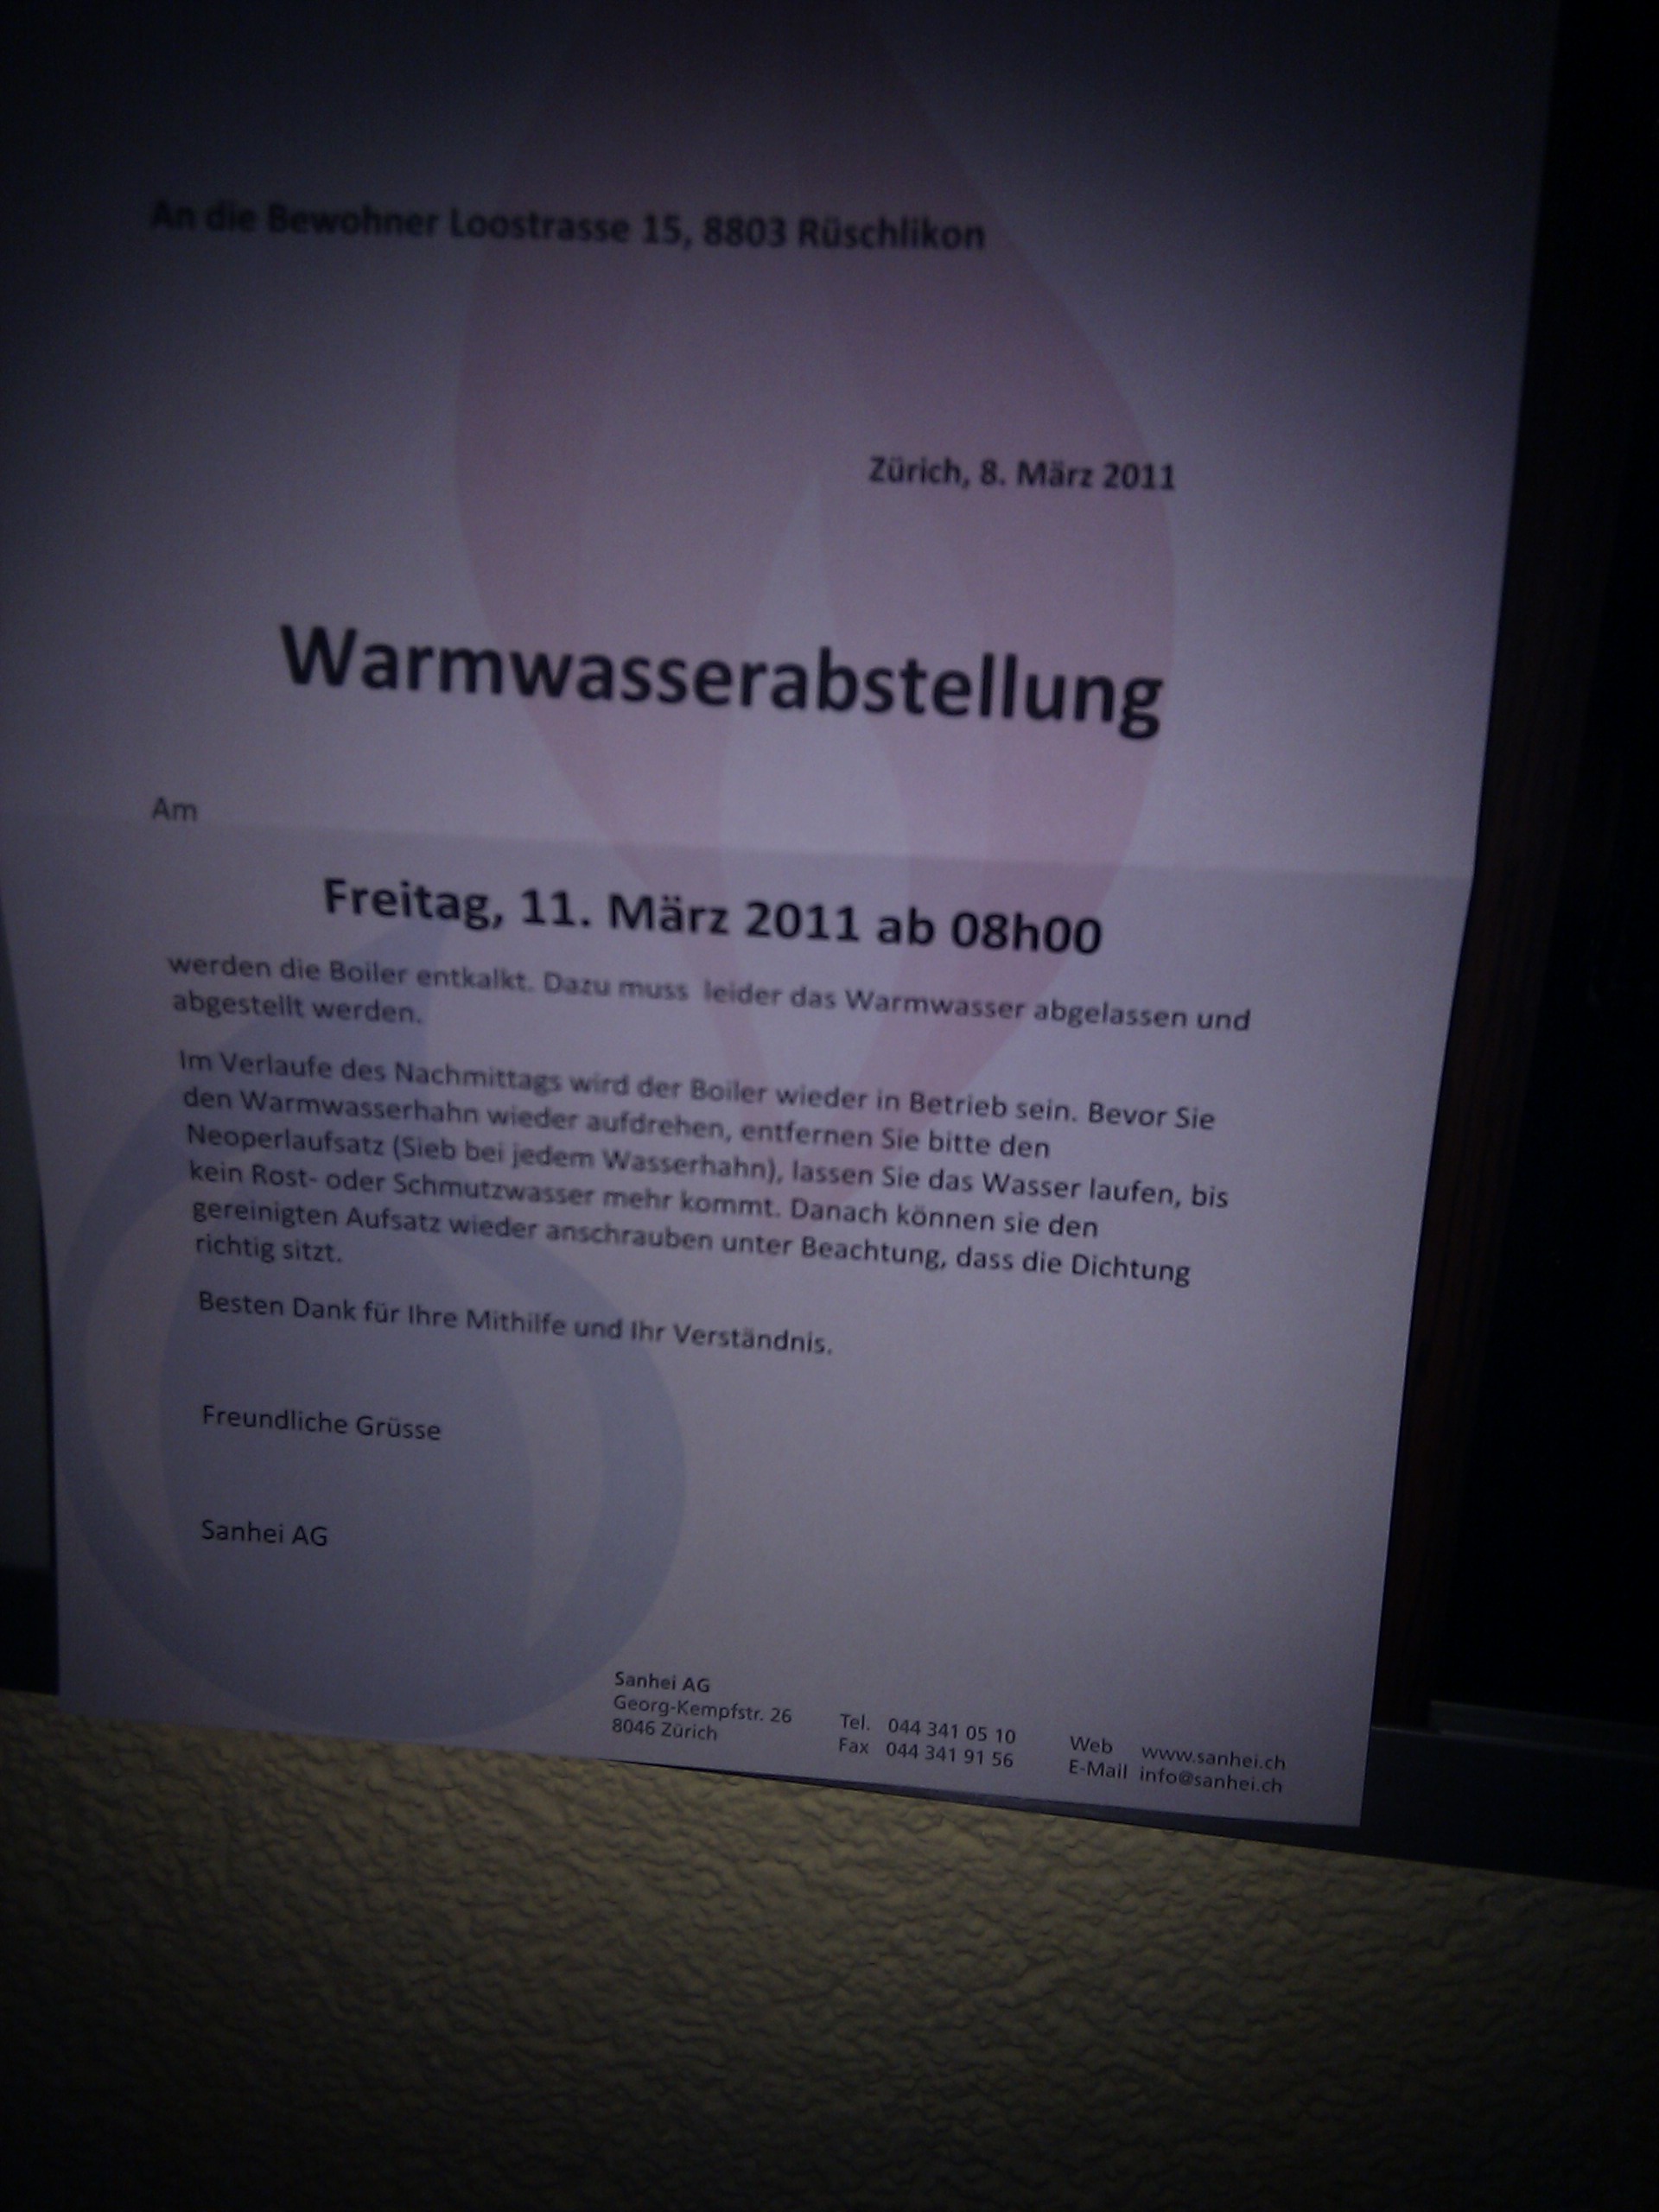 An die Bewohner Loostrasse 15, 8803 Rüschlikon
Zürich, 8. März 2011
Warmwasserabstellung
Am
Freitag, 11. März 2011 ab 08h00
werden die Boiler entkalkt. Dazu muss leider das Warmwasser abgelassen und
abgestellt werden.
Im Verlaufe des Nachmittags wird der Boiler wieder in Betrieb sein. Bevor Sie
den Warmwasserhahn wieder aufdrehen, entfernen Sie bitte den
Neoperlaufsatz (Sieb bei jedem Wasserhahn), lassen Sie das Wasser laufen, bis
kein Rost- oder Schmutzwasser mehr kommt. Danach können sie den
gereinigten Aufsatz wieder anschrauben unter Beachtung, dass die Dichtung
richtig sitzt.
Besten Dank für Ihre Mithilfe und Ihr Verständnis.
Freundliche Grüsse
Sanhei AG
Sanhei AG
Georg-Kempfstr. 26
8046 Zürich
Tel. 044 341 05 10
Fax 044 341 91 56
Web www.sanhei.ch
E-Mail info@sanhei.ch